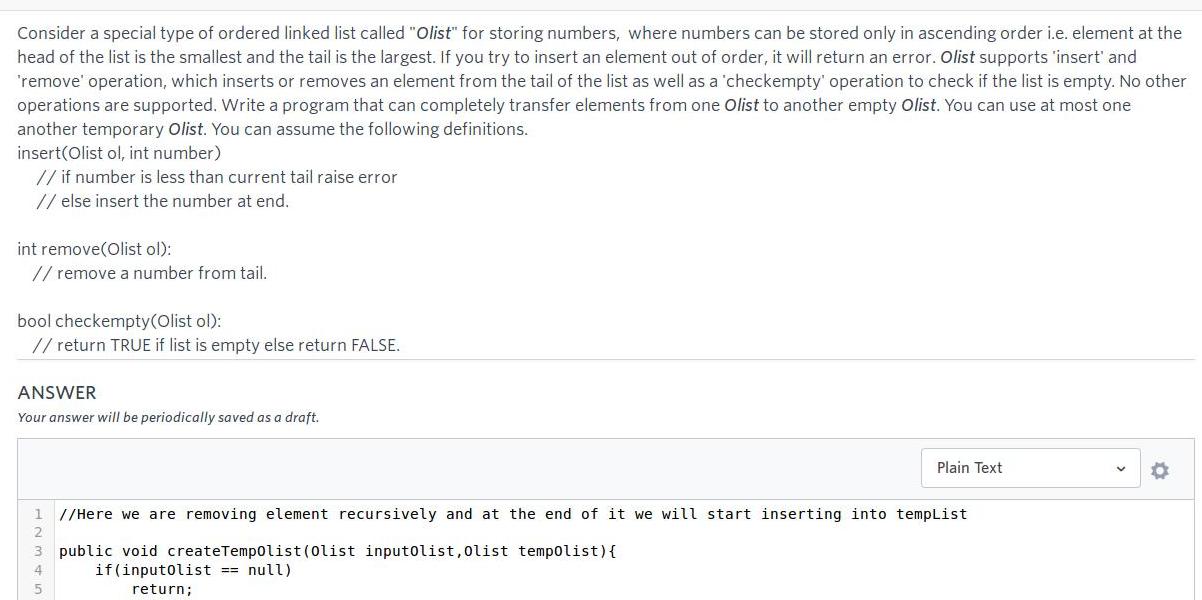 Consider a special type of ordered linked list called "Olist" for storing numbers,  where numbers can be stored only in ascending order i.e. element at the
head of the list is the smallest and the tail is the largest. If you try to insert an element out of order, it will return an error. Olist supports 'insert' and
'remove' operation, which inserts or removes an element from the tail of the list as well as a 'checkempty' operation to check if the list is empty. No other
operations are supported. Write a program that can completely transfer elements from one Olist to another empty Olist. You can use at most one
another temporary Olist. You can assume the following definitions.
insert(Olist ol, int number)
// if number is less than current tail raise error
// else insert the number at end.
int remove(Olist ol):
// remove a number from tail.
bool checkempty(Olist ol):
// return TRUE if list is empty else return FALSE.
ANSWER
Your answer will be periodically saved as a draft.
Plain Text
1 //Here we are removing element recursively and at the end of it we will start inserting into tempList
2
3 public void createTempOlist(Olist inputOlist,Olist tempOlist){
4     if(inputOlist == null)
5         return;